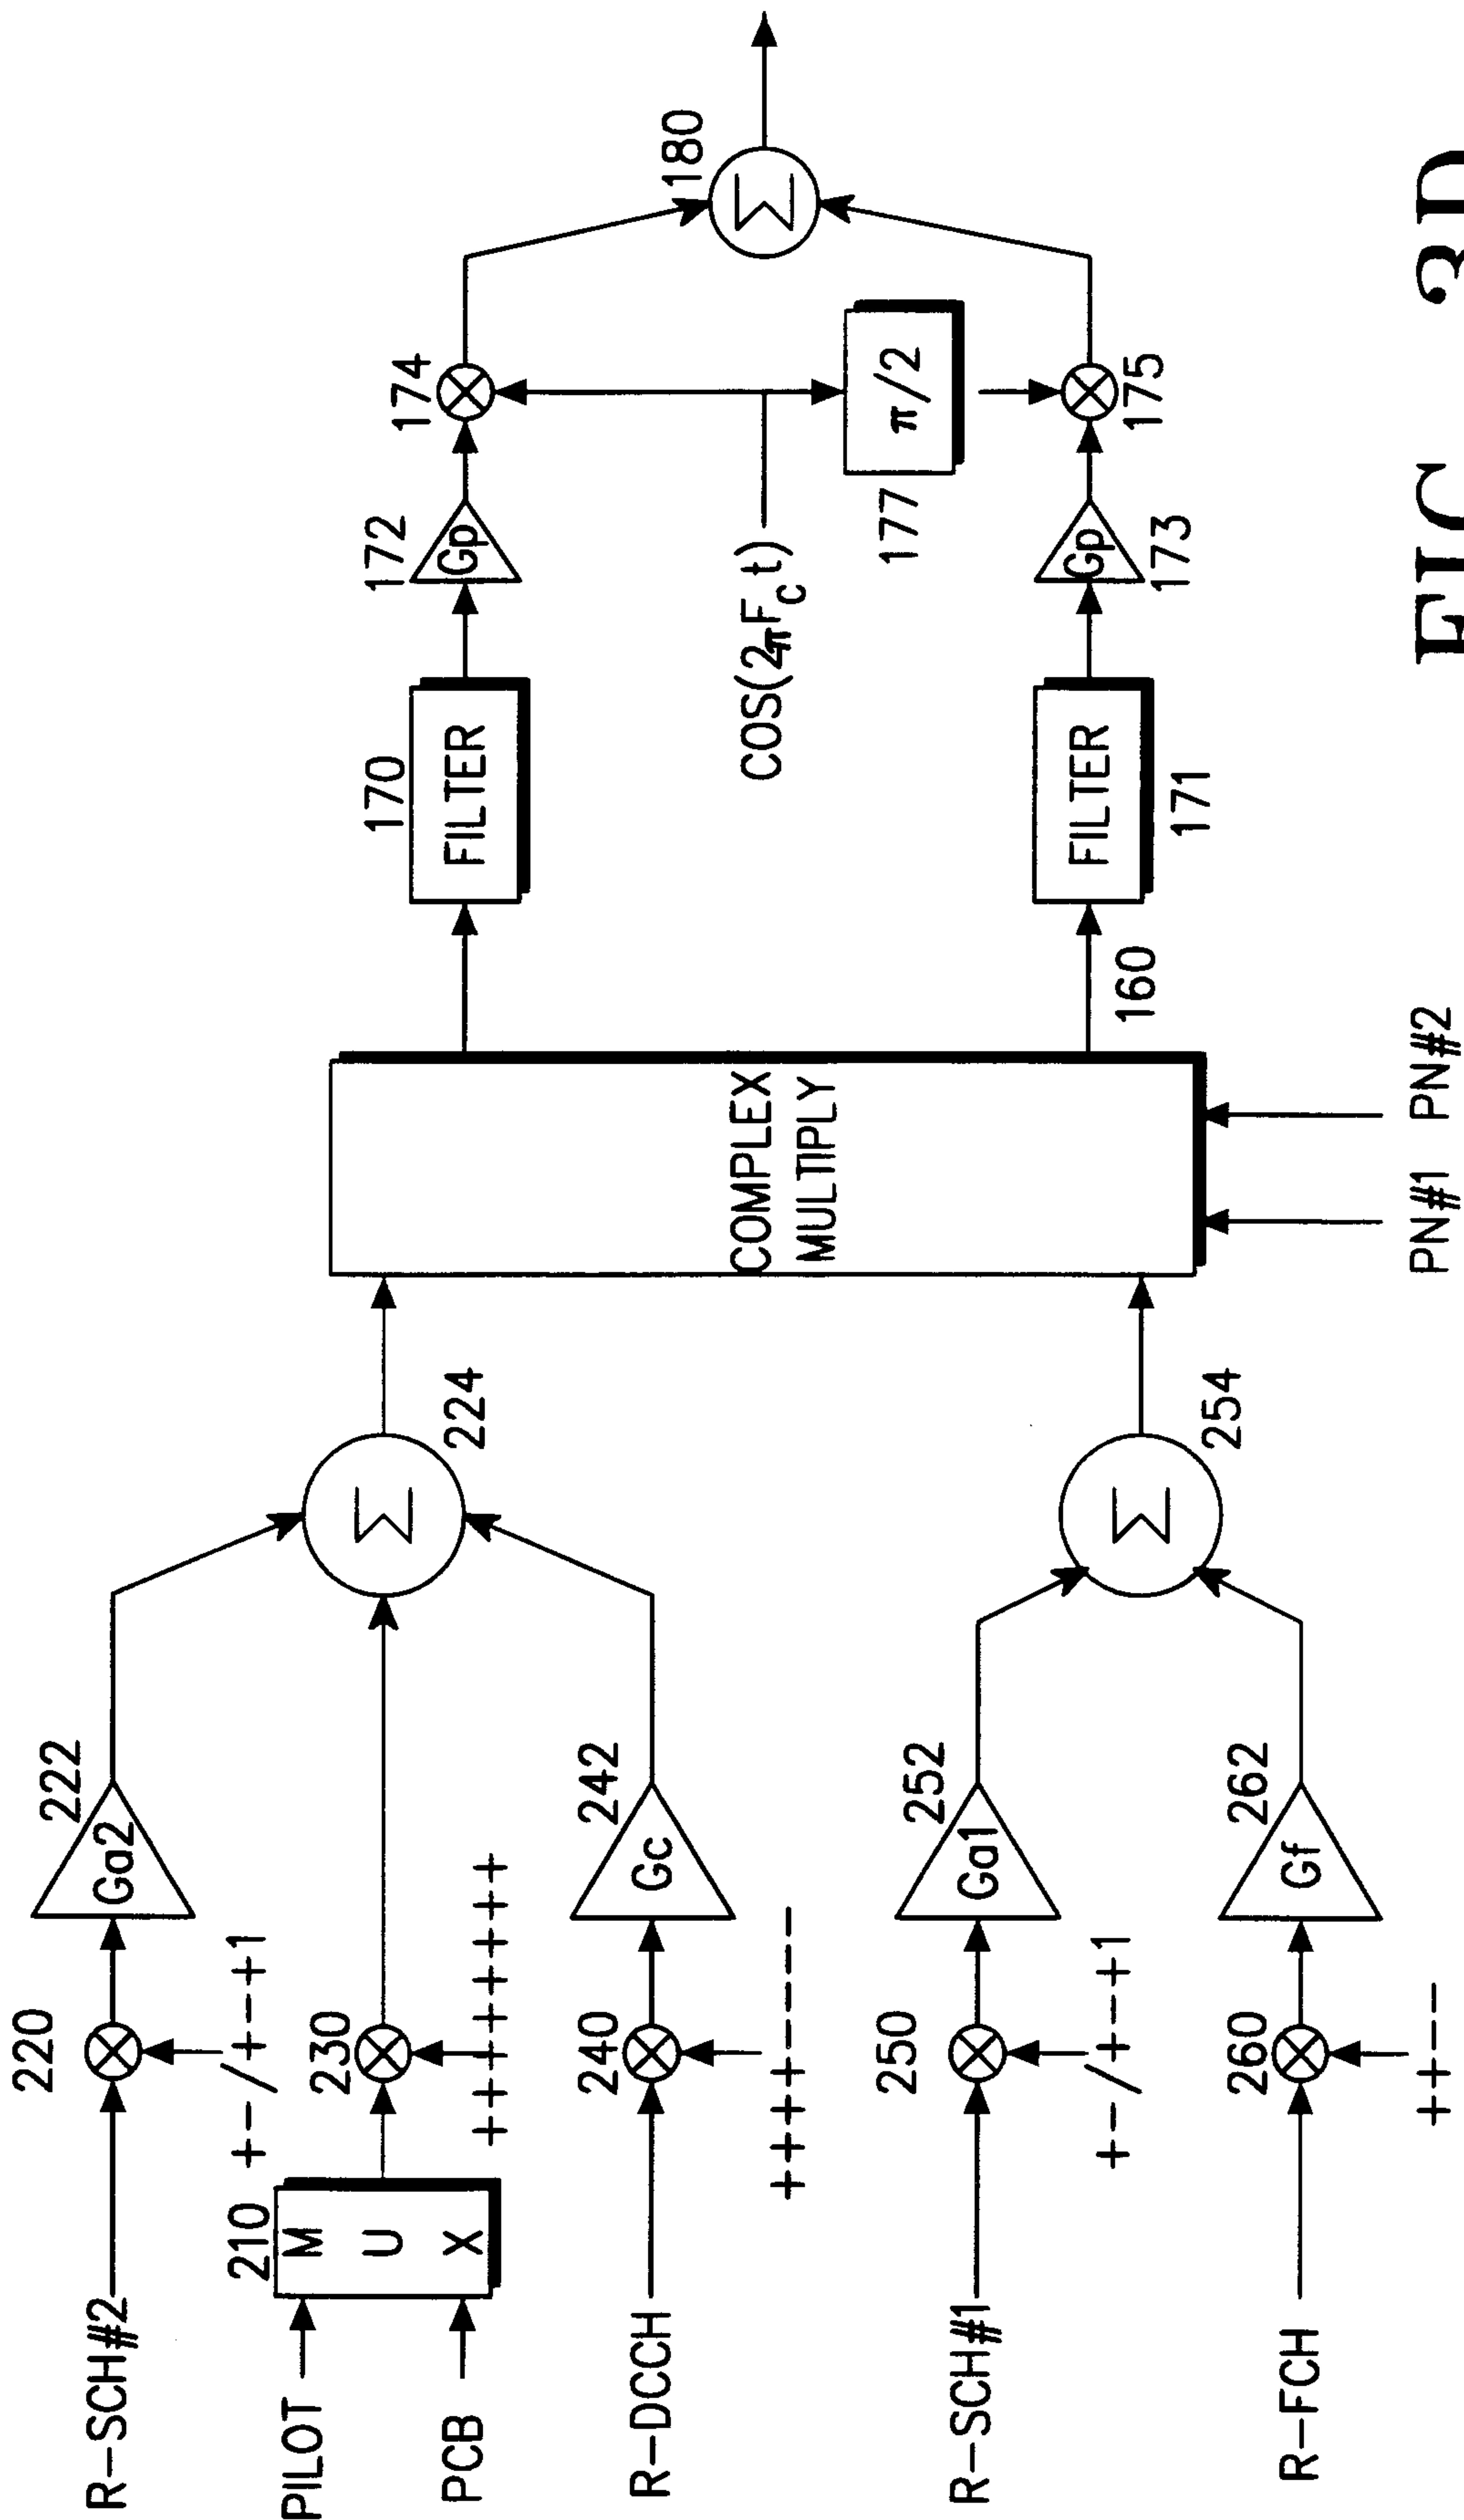 R-SCH#2
220
+-/+--+1
Ga2
222
PILOT
PCB
210
M
U
X
230
++++++++
R-DCCH
240
++++----
Gc
242
Σ
224
R-SCH#1
250
+-/+--+1
Ga1
252
R-FCH
260
++--
Gf
262
Σ
254
COMPLEX
MULTIPLY
PN#1 PN#2
160
170
FILTER
171
FILTER
172
Gp
173
Gp
COS(2πFct)
174
177
π/2
175
180
Σ
FIG. 3D